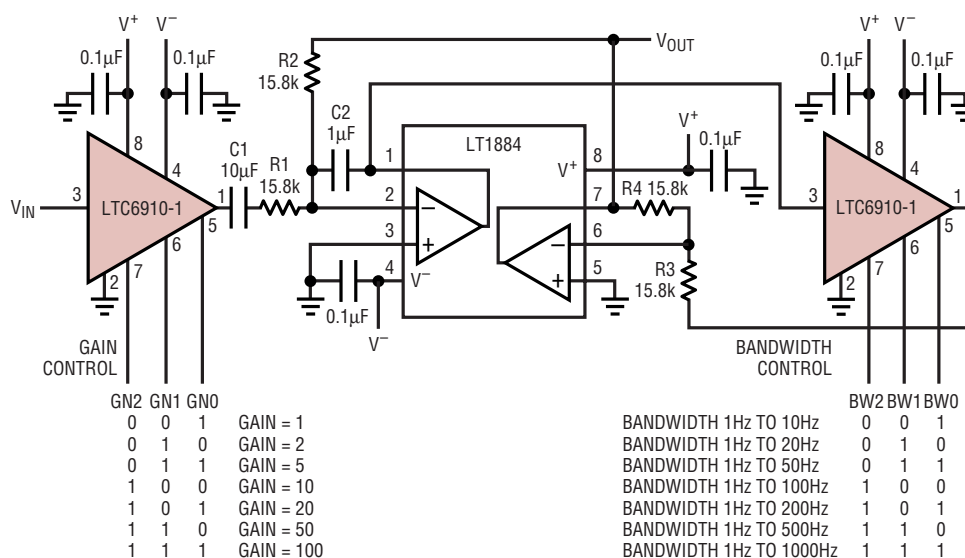 V+ V−
0.1µF 0.1µF
8
4
3
LTC6910-1
1
5
6
7
2
VIN
C1
10µF
R1
15.8k
R2
15.8k
C2
1µF
VOUT
LT1884
1
2
3
4
−
+
V−
0.1µF
V−
V+
8
7
6
5
−
+
V+
0.1µF
R4 15.8k
R3
15.8k
V+ V−
0.1µF 0.1µF
8
4
3
LTC6910-1
1
5
6
7
2
GAIN
CONTROL
GN2 GN1 GN0
0 0 1 GAIN = 1
0 1 0 GAIN = 2
0 1 1 GAIN = 5
1 0 0 GAIN = 10
1 0 1 GAIN = 20
1 1 0 GAIN = 50
1 1 1 GAIN = 100
BANDWIDTH
CONTROL
BW2 BW1 BW0
BANDWIDTH 1Hz TO 10Hz 0 0 1
BANDWIDTH 1Hz TO 20Hz 0 1 0
BANDWIDTH 1Hz TO 50Hz 0 1 1
BANDWIDTH 1Hz TO 100Hz 1 0 0
BANDWIDTH 1Hz TO 200Hz 1 0 1
BANDWIDTH 1Hz TO 500Hz 1 1 0
BANDWIDTH 1Hz TO 1000Hz 1 1 1